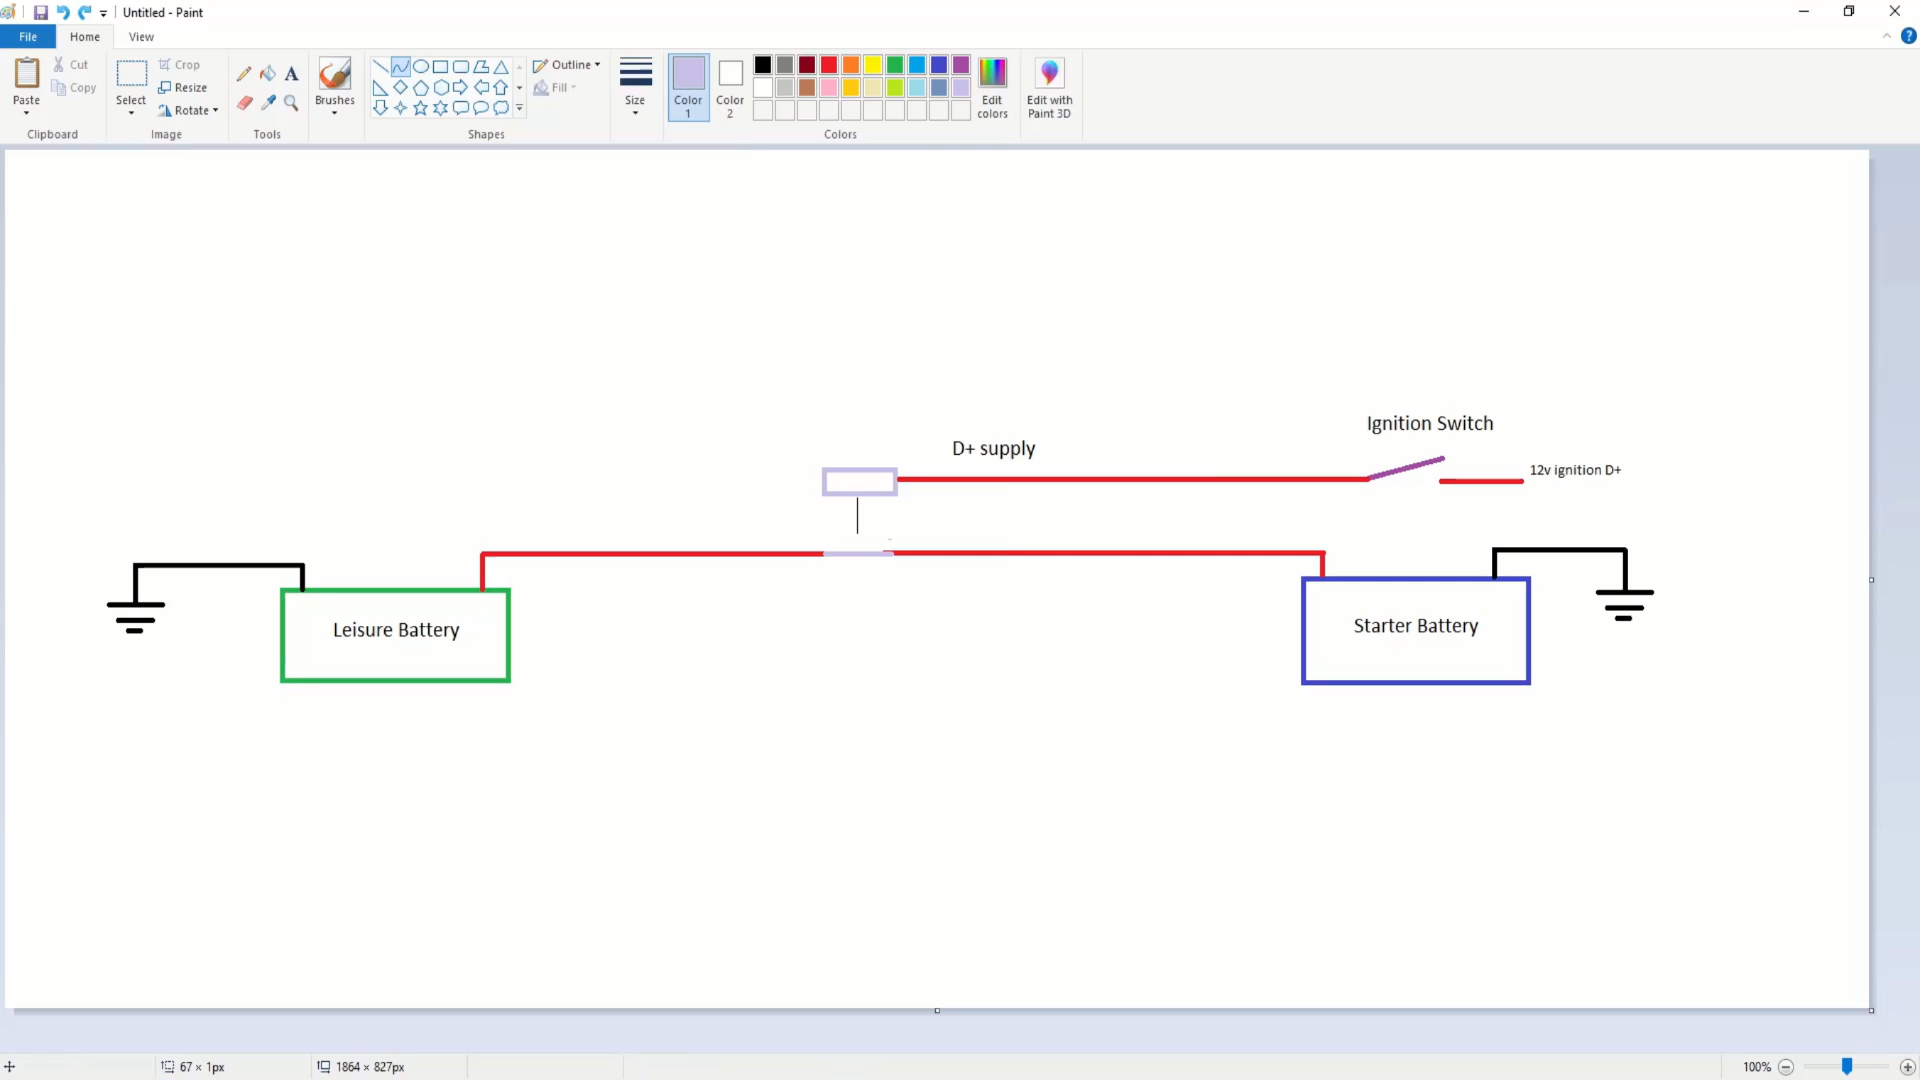 Untitled - Paint
File
Home
View
Paste
Cut
Copy
Clipboard
Select
Crop
Resize
Rotate
Image
A
Tools
Brushes
Shapes
Outline
Fill
Size
Color
1
Color
2
Colors
Edit
colors
Edit with
Paint 3D
Ignition Switch
D+ supply
12v ignition D+
Leisure Battery
Starter Battery
67 × 1px
1864 × 827px
100%